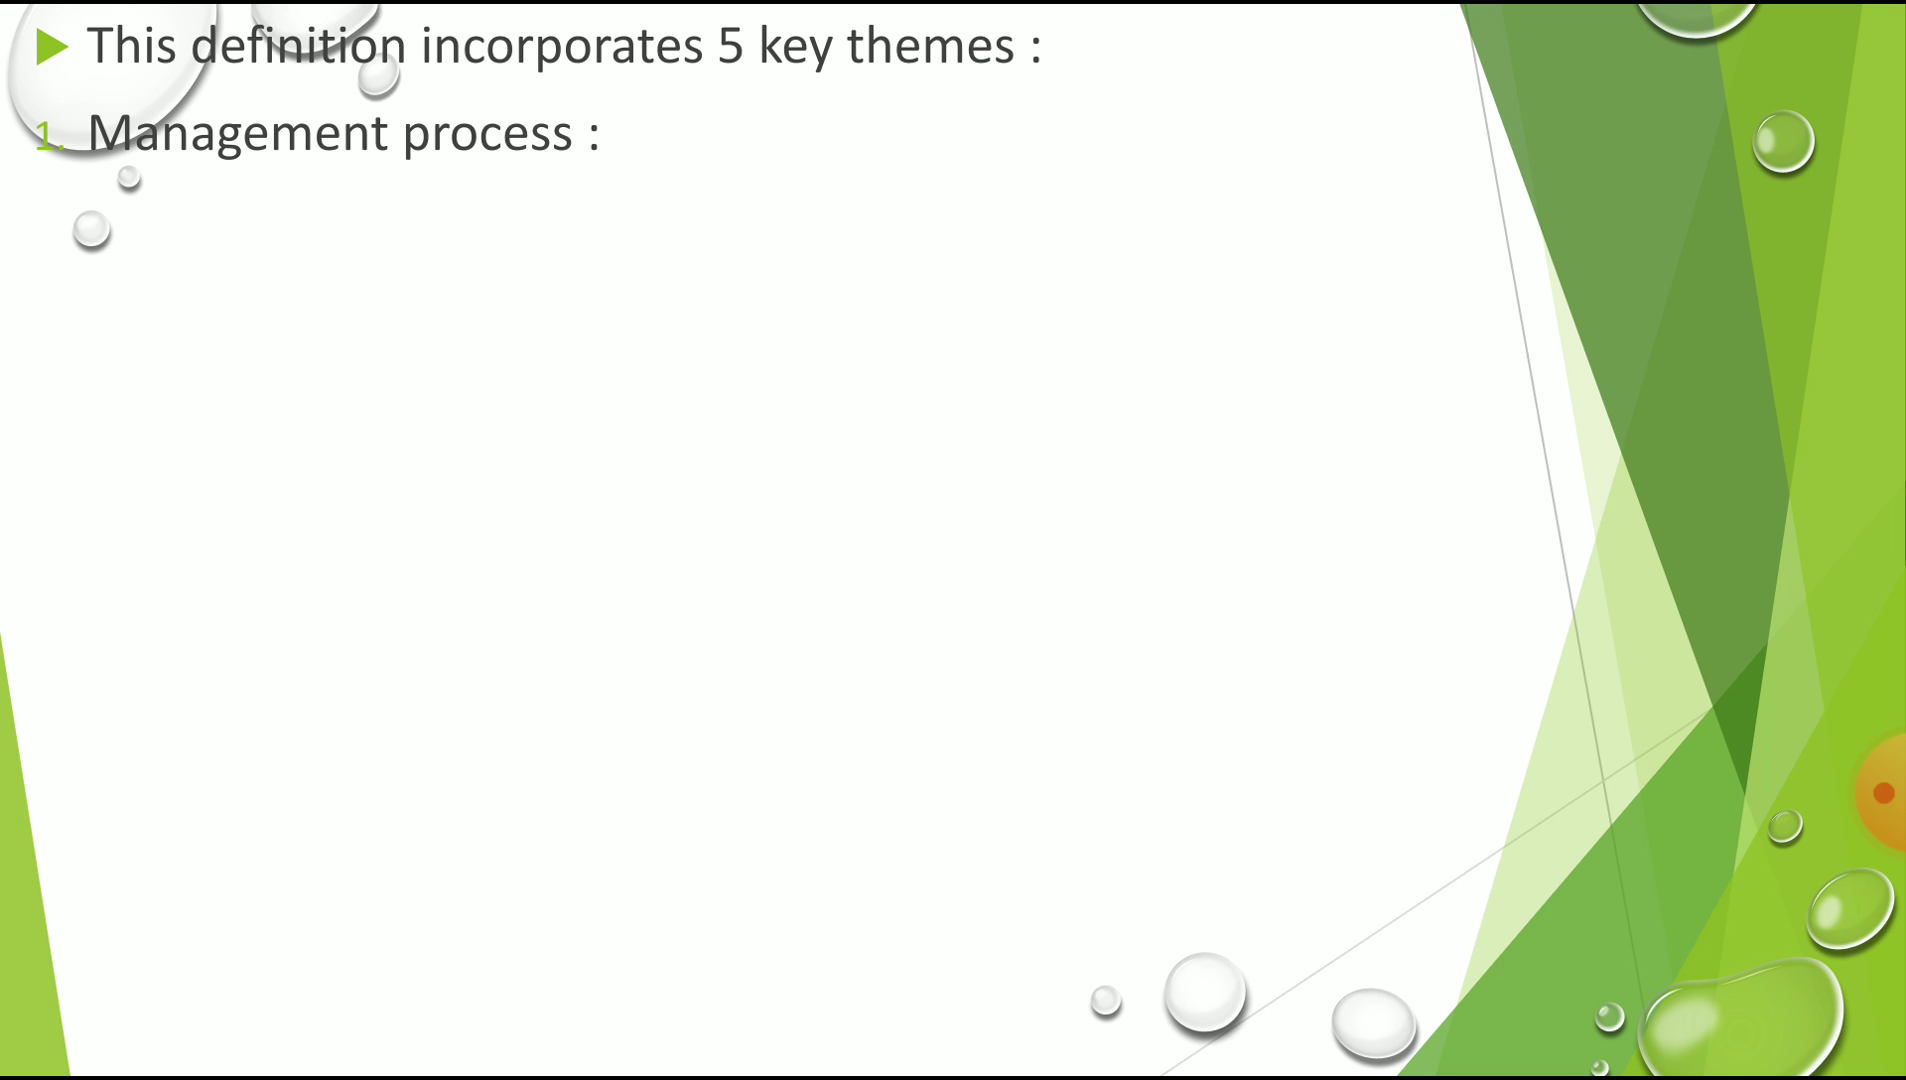 This definition incorporates 5 key themes :
1. Management process :